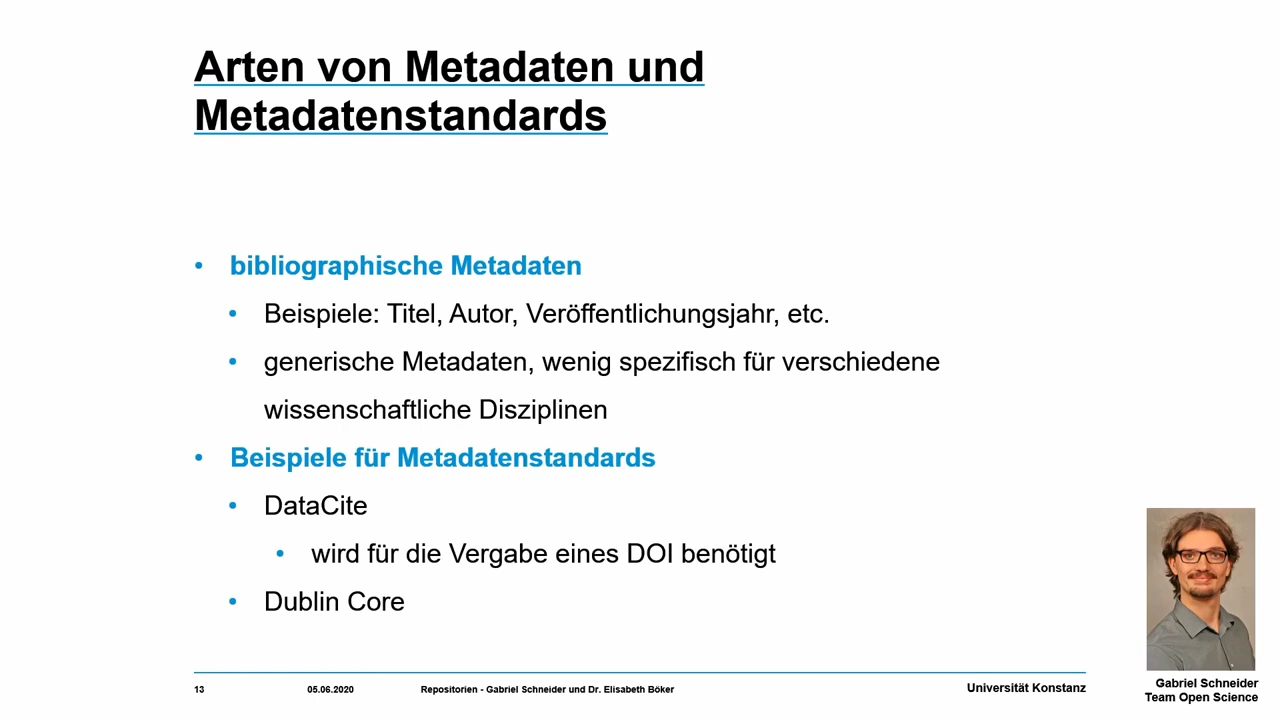 Arten von Metadaten und
Metadatenstandards
• bibliographische Metadaten
• Beispiele: Titel, Autor, Veröffentlichungsjahr, etc.
• generische Metadaten, wenig spezifisch für verschiedene
wissenschaftliche Disziplinen
• Beispiele für Metadatenstandards
• DataCite
• wird für die Vergabe eines DOI benötigt
• Dublin Core
13 05.06.2020 Repositorien - Gabriel Schneider und Dr. Elisabeth Böker Universität Konstanz
Gabriel Schneider
Team Open Science